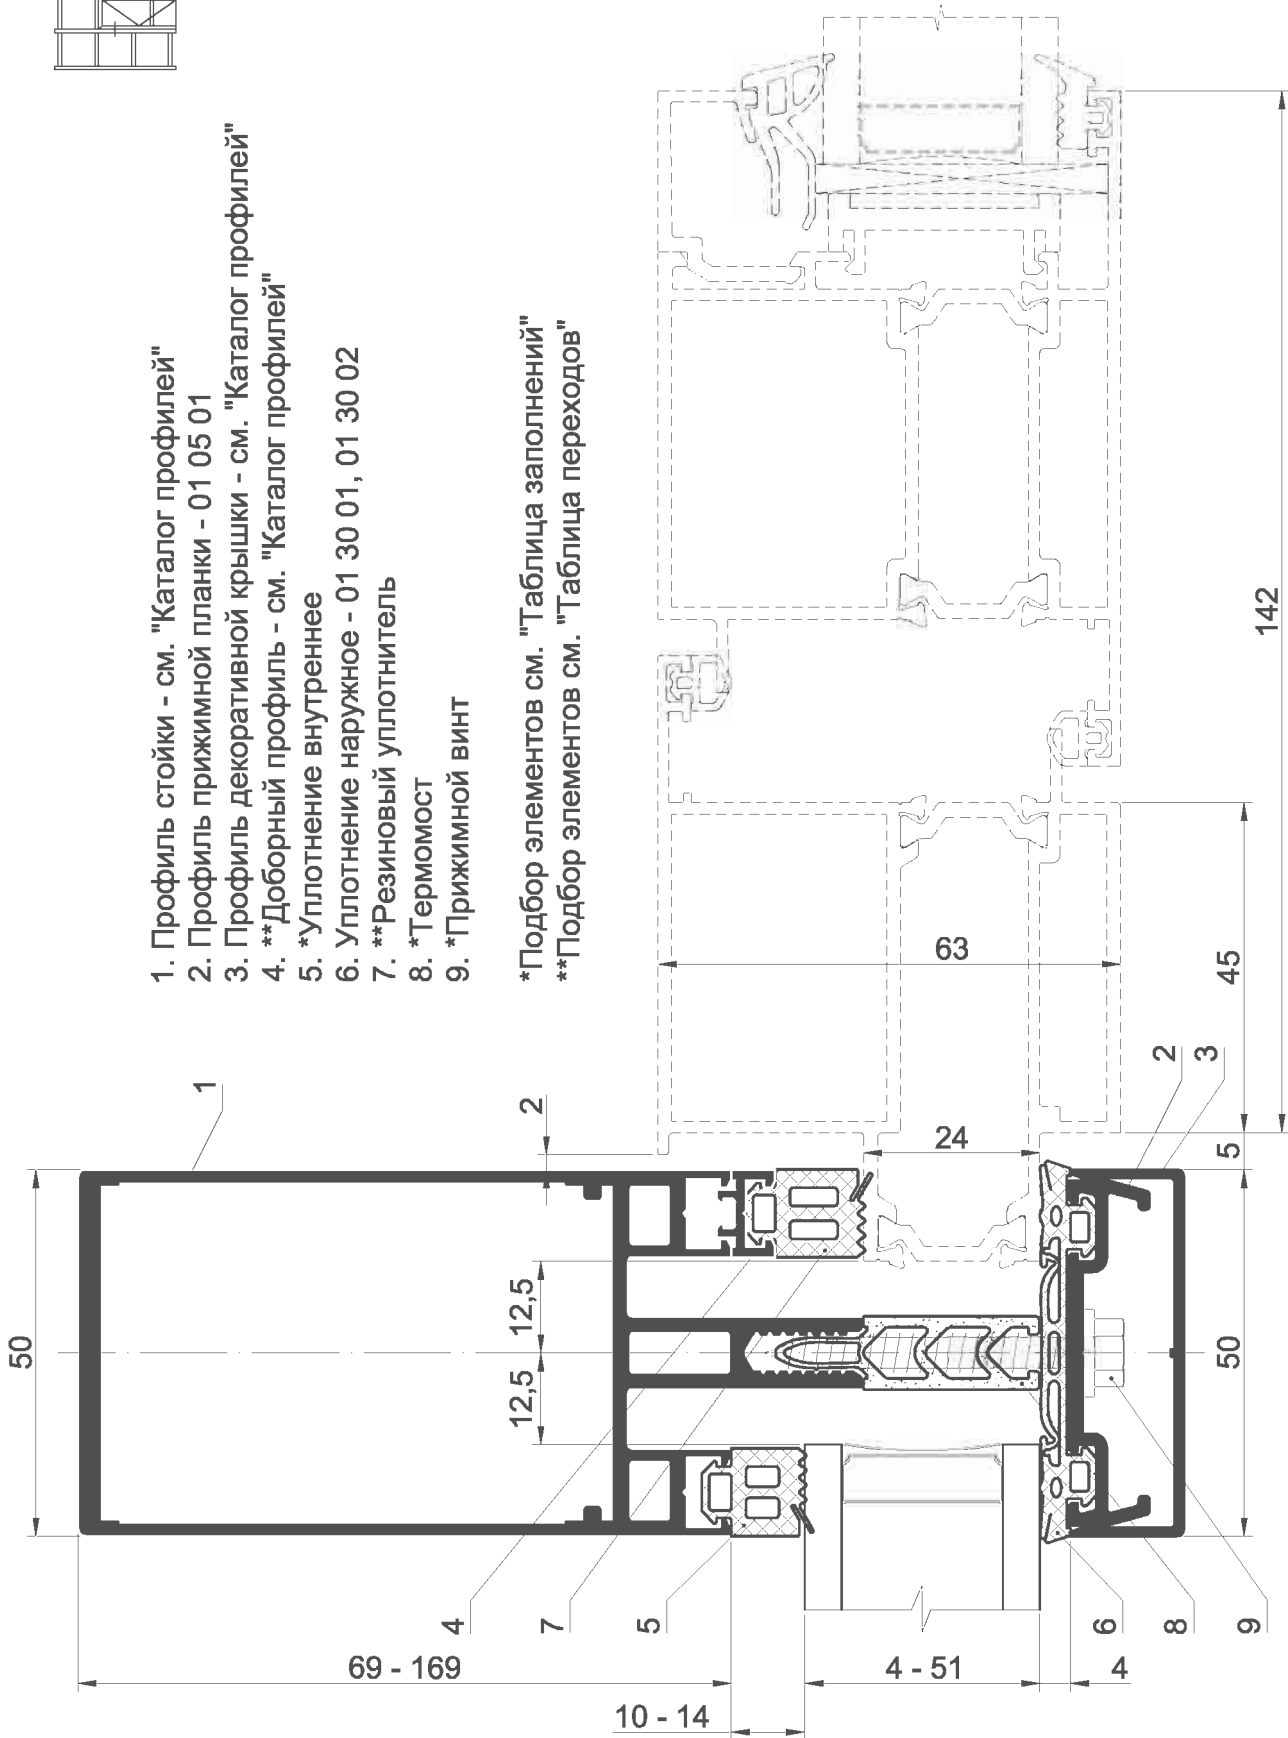 1. Профиль стойки - см. "Каталог профилей"
2. Профиль прижимной планки - 01 05 01
3. Профиль декоративной крышки - см. "Каталог профилей"
4. **Доборный профиль - см. "Каталог профилей"
5. *Уплотнение внутреннее
6. Уплотнение наружное - 01 30 01, 01 30 02
7. **Резиновый уплотнитель
8. *Термомост
9. *Прижимной винт
*Подбор элементов см. "Таблица заполнений"
**Подбор элементов см. "Таблица переходов"
50
1
2
12,5
12,5
24
63
45
142
2
3
5
50
4
7
5
6
8
9
69 - 169
4 - 51
4
10 - 14